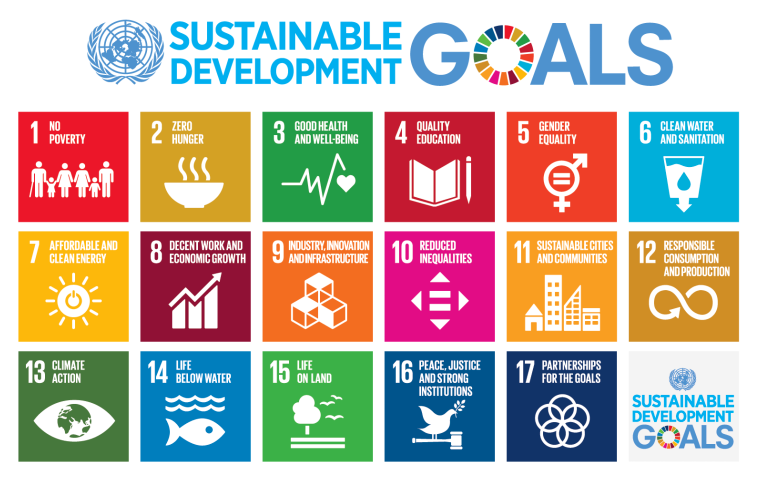 SUSTAINABLE
DEVELOPMENT
GOALS
1 NO
POVERTY
2 ZERO
HUNGER
3 GOOD HEALTH
AND WELL-BEING
4 QUALITY
EDUCATION
5 GENDER
EQUALITY
6 CLEAN WATER
AND SANITATION
7 AFFORDABLE AND
CLEAN ENERGY
8 DECENT WORK AND
ECONOMIC GROWTH
9 INDUSTRY, INNOVATION
AND INFRASTRUCTURE
10 REDUCED
INEQUALITIES
11 SUSTAINABLE CITIES
AND COMMUNITIES
12 RESPONSIBLE
CONSUMPTION
AND PRODUCTION
13 CLIMATE
ACTION
14 LIFE
BELOW WATER
15 LIFE
ON LAND
16 PEACE, JUSTICE
AND STRONG
INSTITUTIONS
17 PARTNERSHIPS
FOR THE GOALS
SUSTAINABLE
DEVELOPMENT
GOALS